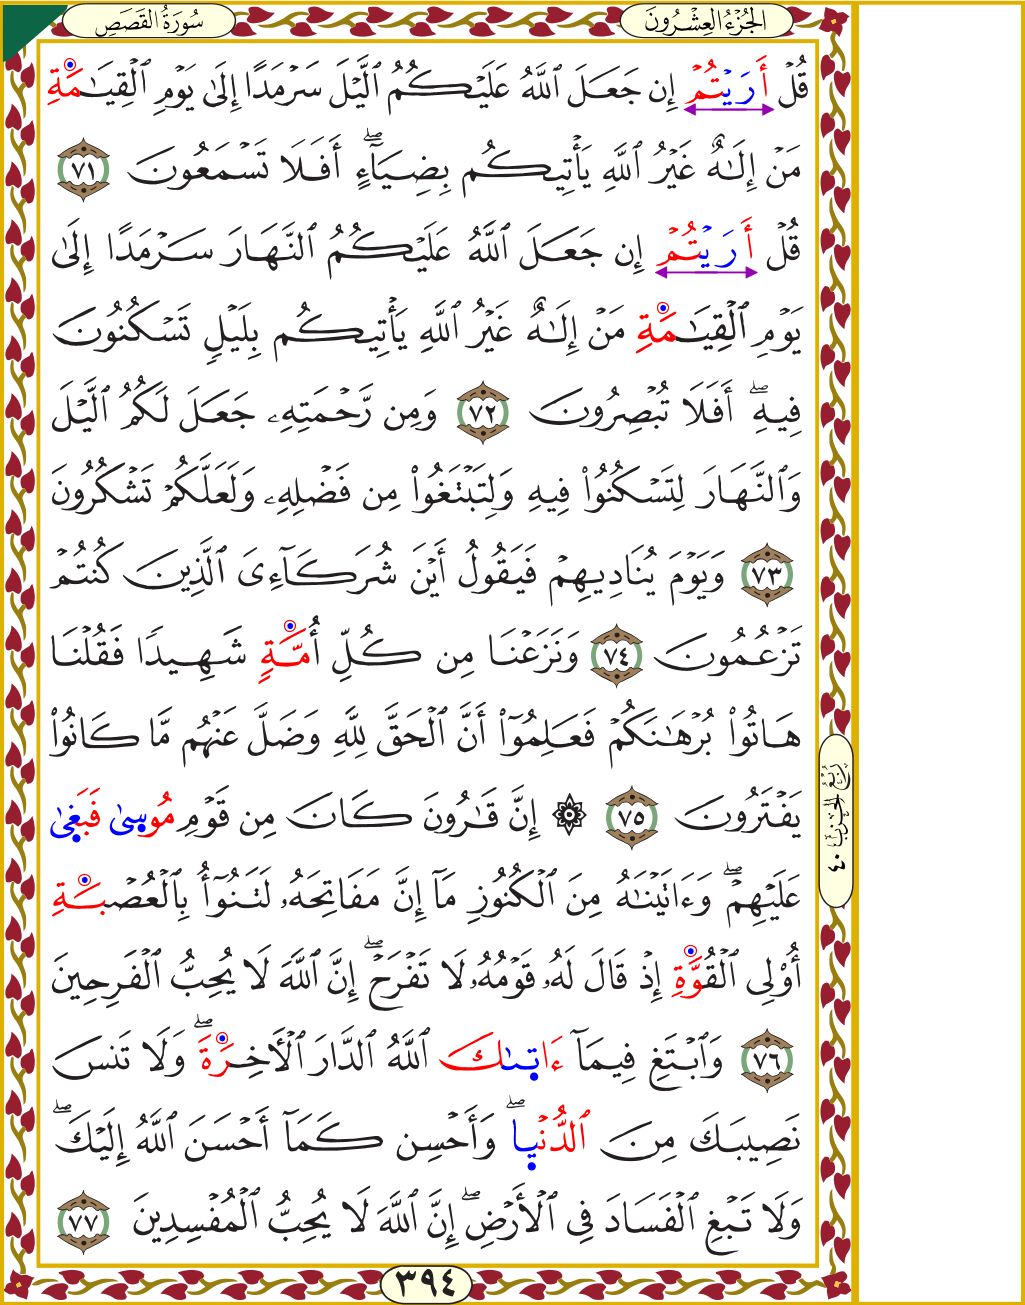 الجُزْءُ العِشْرُونَ
سُورَةُ القَصَصِ
قُلْ أَرَيْتُمْ إِن جَعَلَ ٱللَّهُ عَلَيْكُمُ ٱلَّيْلَ سَرْمَدًا إِلَىٰ يَوْمِ ٱلْقِيَـٰمَةِ
مَنْ إِلَـٰهٌ غَيْرُ ٱللَّهِ يَأْتِيكُم بِضِيَآءٍ ۖ أَفَلَا تَسْمَعُونَ ٧١
قُلْ أَرَيْتُمْ إِن جَعَلَ ٱللَّهُ عَلَيْكُمُ ٱلنَّهَارَ سَرْمَدًا إِلَىٰ
يَوْمِ ٱلْقِيَـٰمَةِ مَنْ إِلَـٰهٌ غَيْرُ ٱللَّهِ يَأْتِيكُم بِلَيْلٍ تَسْكُنُونَ
فِيهِ ۖ أَفَلَا تُبْصِرُونَ ٧٢ وَمِن رَّحْمَتِهِۦ جَعَلَ لَكُمُ ٱلَّيْلَ
وَٱلنَّهَارَ لِتَسْكُنُوا۟ فِيهِ وَلِتَبْتَغُوا۟ مِن فَضْلِهِۦ وَلَعَلَّكُمْ تَشْكُرُونَ
٧٣ وَيَوْمَ يُنَادِيهِمْ فَيَقُولُ أَيْنَ شُرَكَآءِىَ ٱلَّذِينَ كُنتُمْ
تَزْعُمُونَ ٧٤ وَنَزَعْنَا مِن كُلِّ أُمَّةٍ شَهِيدًا فَقُلْنَا
هَاتُوا۟ بُرْهَـٰنَكُمْ فَعَلِمُوٓا۟ أَنَّ ٱلْحَقَّ لِلَّهِ وَضَلَّ عَنْهُم مَّا كَانُوا۟
يَفْتَرُونَ ٧٥ ۞ إِنَّ قَـٰرُونَ كَانَ مِن قَوْمِ مُوسَىٰ فَبَغَىٰ
عَلَيْهِمْ ۖ وَءَاتَيْنَـٰهُ مِنَ ٱلْكُنُوزِ مَآ إِنَّ مَفَاتِحَهُۥ لَتَنُوٓأُ بِٱلْعُصْبَةِ
أُو۟لِى ٱلْقُوَّةِ إِذْ قَالَ لَهُۥ قَوْمُهُۥ لَا تَفْرَحْ ۖ إِنَّ ٱللَّهَ لَا يُحِبُّ ٱلْفَرِحِينَ
٧٦ وَٱبْتَغِ فِيمَآ ءَاتَىٰكَ ٱللَّهُ ٱلدَّارَ ٱلْـَٔاخِرَةَ ۖ وَلَا تَنسَ
نَصِيبَكَ مِنَ ٱلدُّنْيَا ۖ وَأَحْسِن كَمَآ أَحْسَنَ ٱللَّهُ إِلَيْكَ ۖ
وَلَا تَبْغِ ٱلْفَسَادَ فِى ٱلْأَرْضِ ۖ إِنَّ ٱللَّهَ لَا يُحِبُّ ٱلْمُفْسِدِينَ ٧٧
رُبْعُ الحِزْبِ ٤٠
٣٩٤